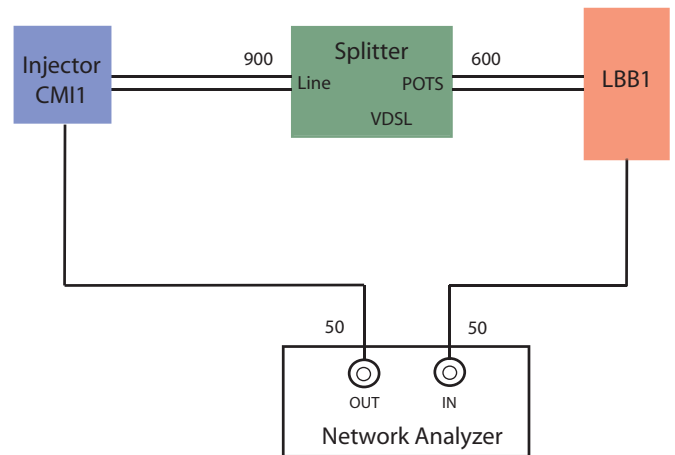 Injector
CMI1
900
Splitter
Line
POTS
VDSL
600
LBB1
50
50
OUT
IN
Network Analyzer